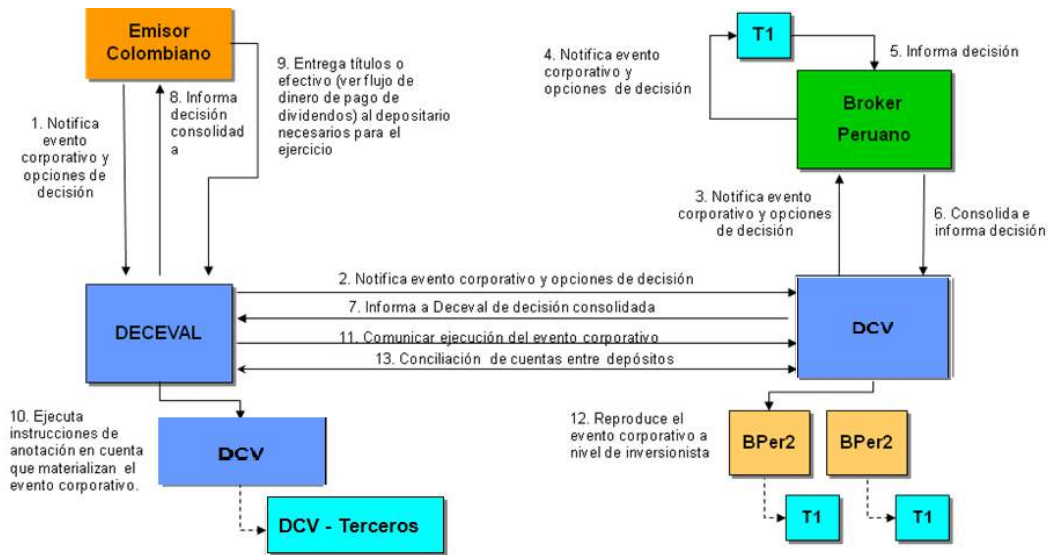 Emisor
Colombiano
1. Notifica
evento
corporativo y
opciones de
decisión
8. Informa
decisión
consolidad
a
9. Entrega títulos o
efectivo (ver flujo de
dinero de pago de
dividendos) al depositario
necesarios para el
ejercicio
4. Notifica evento
corporativo y
opciones de decisión
T1
5. Informa decisión
Broker
Peruano
3. Notifica evento
corporativo y opciones
de decisión
6. Consolida e
informa decisión
DECEVAL
2. Notifica evento corporativo y opciones de decisión
7. Informa a Deceval de decisión consolidada
11. Comunicar ejecución del evento corporativo
13. Conciliación de cuentas entre depósitos
DCV
10. Ejecuta
instrucciones de
anotación en cuenta
que materializan el
evento corporativo.
DCV
DCV - Terceros
12. Reproduce el
evento corporativo a
nivel de inversionista
BPer2
BPer2
T1
T1